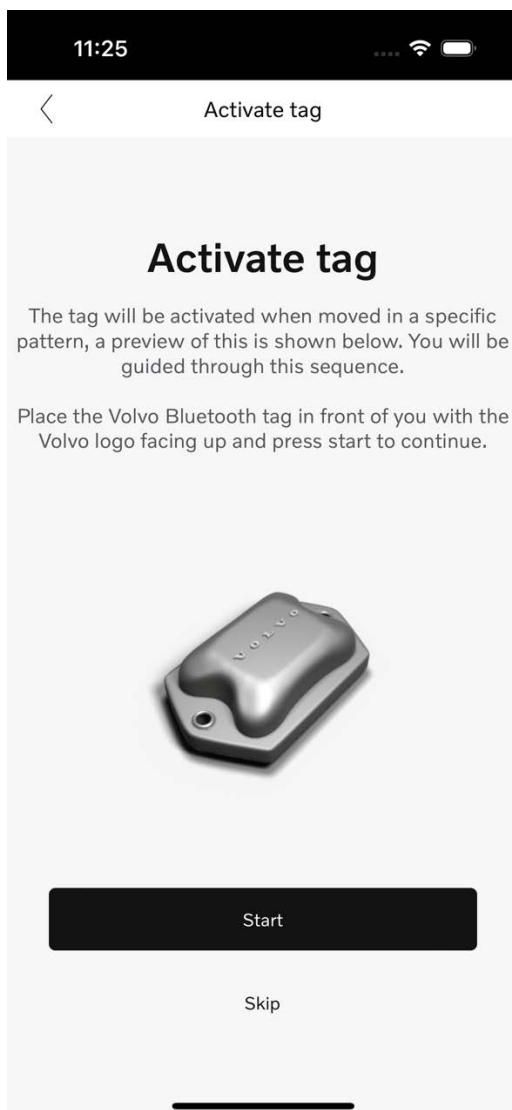 11:25
Activate tag
Activate tag
The tag will be activated when moved in a specific
pattern, a preview of this is shown below. You will be
guided through this sequence.
Place the Volvo Bluetooth tag in front of you with the
Volvo logo facing up and press start to continue.
VOLVO
Start
Skip